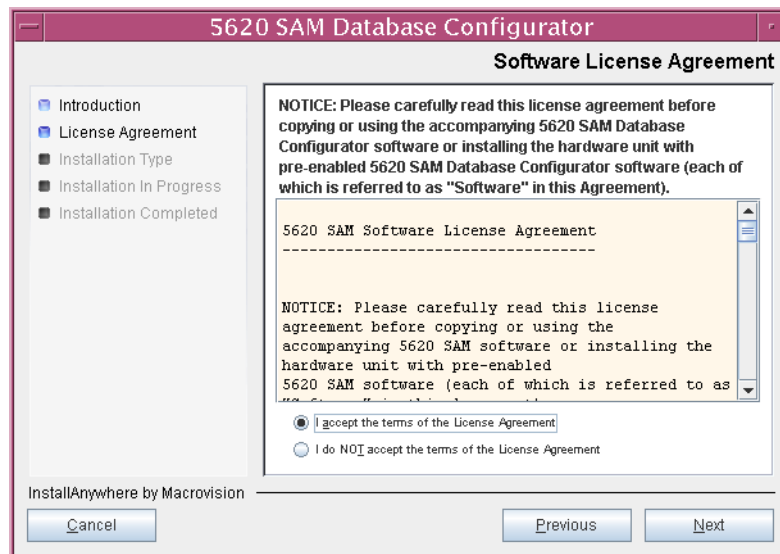 5620 SAM Database Configurator
Software License Agreement
Introduction
License Agreement
Installation Type
Installation In Progress
Installation Completed
NOTICE: Please carefully read this license agreement before
copying or using the accompanying 5620 SAM Database
Configurator software or installing the hardware unit with
pre-enabled 5620 SAM Database Configurator software (each of
which is referred to as "Software" in this Agreement).
5620 SAM Software License Agreement
-----------------------------------
NOTICE: Please carefully read this license
agreement before copying or using the
accompanying 5620 SAM software or installing the
hardware unit with pre-enabled
5620 SAM software (each of which is referred to as
I accept the terms of the License Agreement
I do NOT accept the terms of the License Agreement
InstallAnywhere by Macrovision
Cancel
Previous
Next